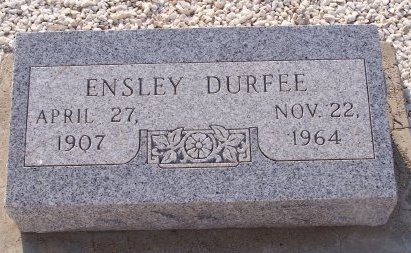 ENSLEY DURFEE
APRIL 27, NOV. 22,
1907 1964